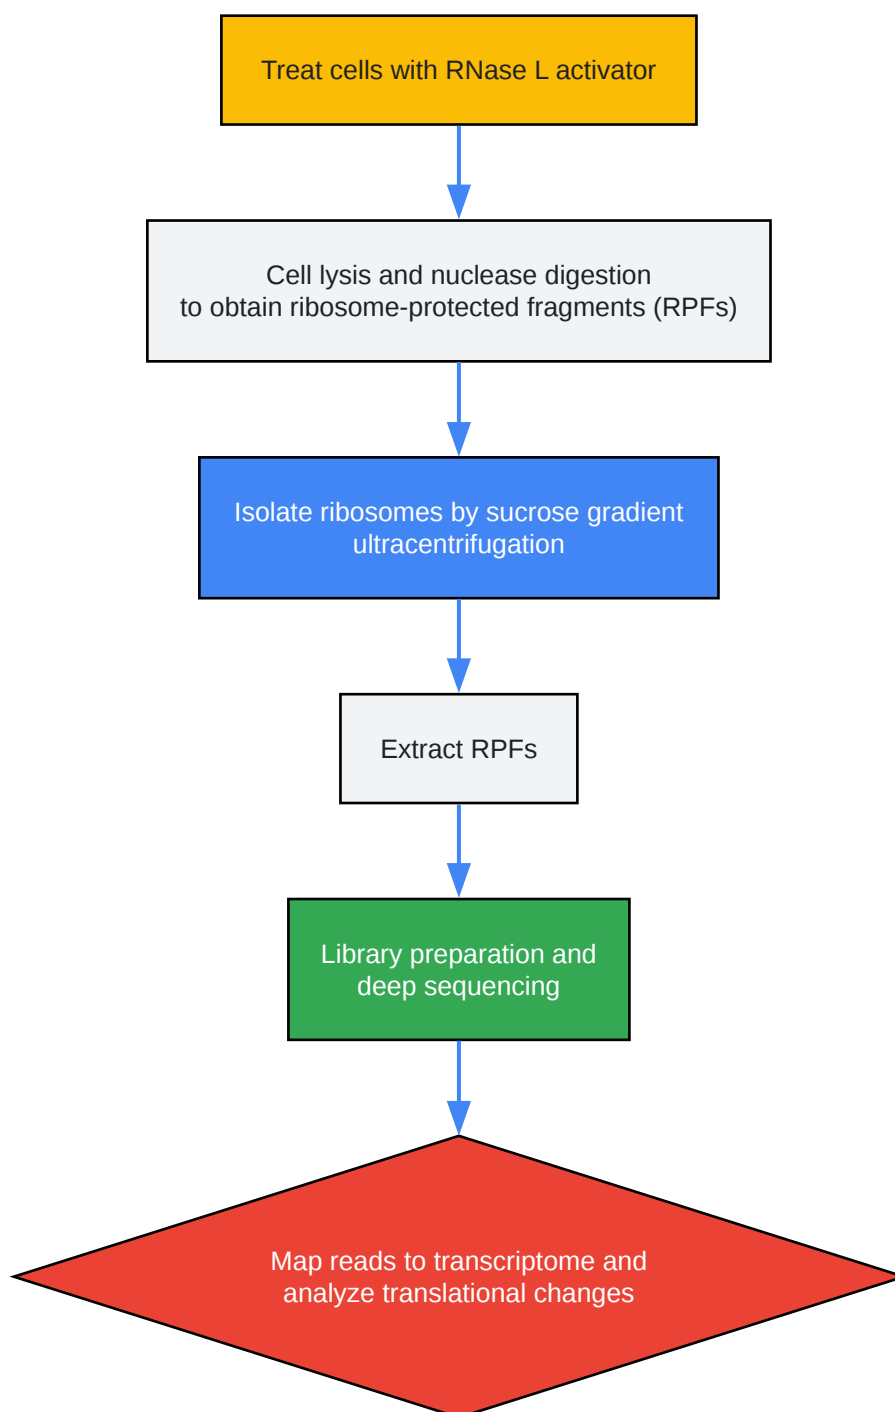 Treat cells with RNase L activator
Cell lysis and nuclease digestion
to obtain ribosome-protected fragments (RPFs)
Isolate ribosomes by sucrose gradient
ultracentrifugation
Extract RPFs
Library preparation and
deep sequencing
Map reads to transcriptome and
analyze translational changes